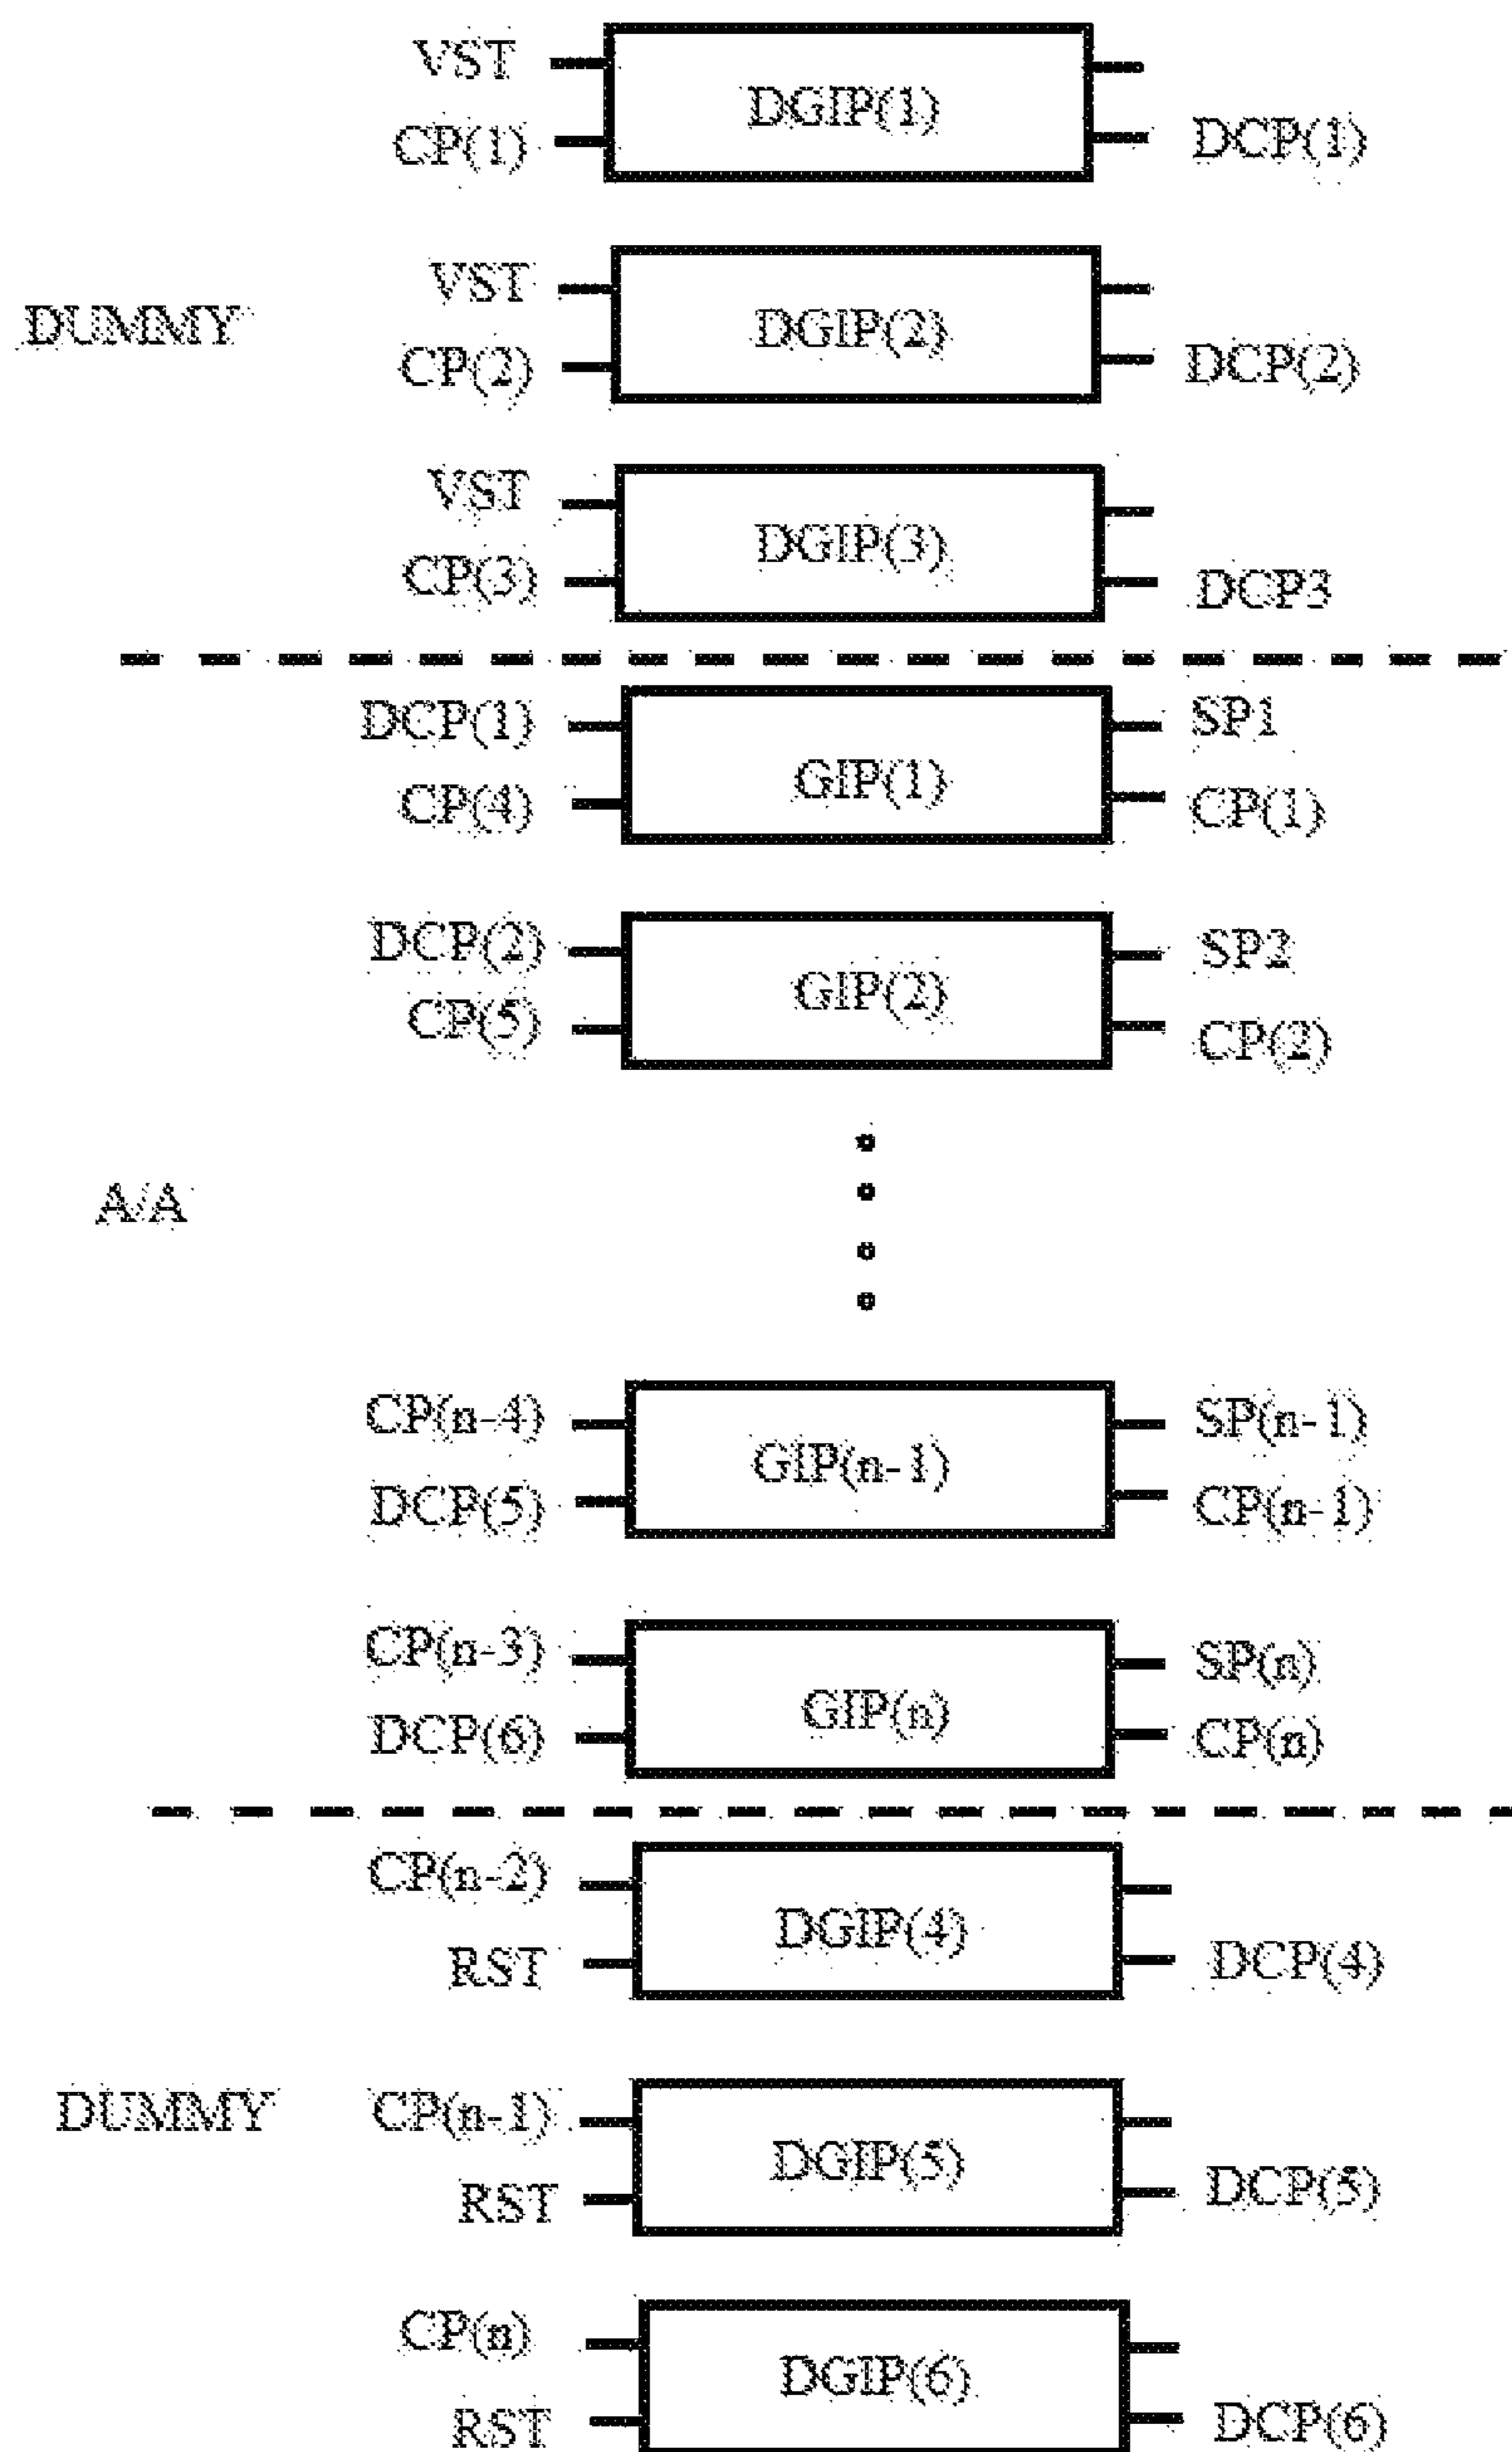 VST
DGIP(1)
CP(1)
DCP(1)
VST
DUMMY
DGIP(2)
CP(2)
DCP(2)
VST
DGIP(3)
CP(3)
DCP3
DCP(1)
SP1
GIP(1)
CP(4)
CP(1)
DCP(2)
SP2
GIP(2)
CP(5)
CP(2)
A/A
CP(n-4)
SP(n-1)
GIP(n-1)
DCP(5)
CP(n-1)
CP(n-3)
SP(n)
GIP(n)
DCP(6)
CP(n)
CP(n-2)
DGIP(4)
RST
DCP(4)
DUMMY
CP(n-1)
DGIP(5)
RST
DCP(5)
CP(n)
DGIP(6)
RST
DCP(6)